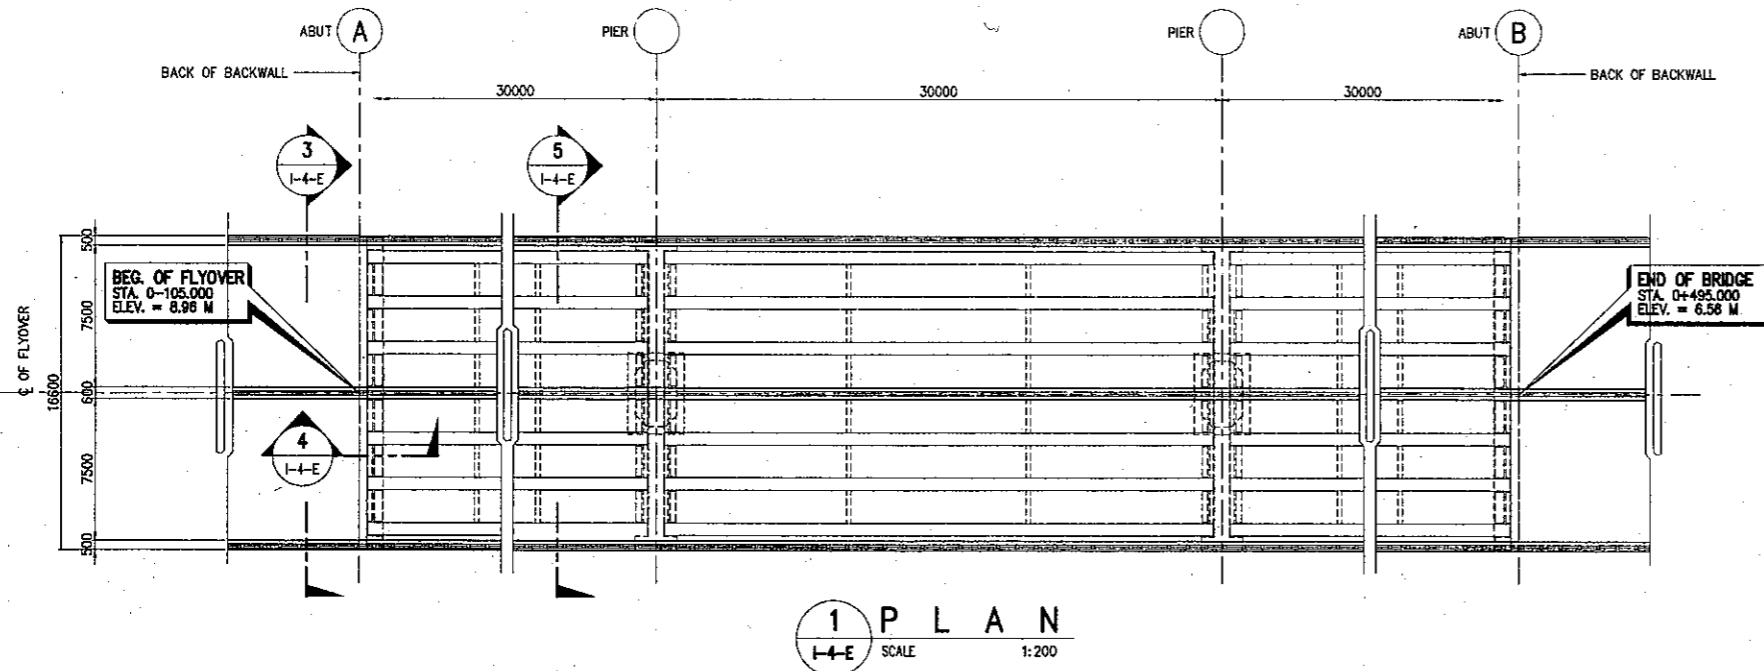 ABUT A
PIER
PIER
ABUT B
BACK OF BACKWALL
BACK OF BACKWALL
30000
30000
30000
3
I-4-E
5
I-4-E
BEG. OF FLYOVER
STA. 0-105.000
ELEV. = 8.96 M
END OF BRIDGE
STA. 0+495.000
ELEV. = 6.56 M
℄ OF FLYOVER
16600
500
7500
600
7500
500
4
I-4-E
1
I-4-E
PLAN
SCALE 1:200